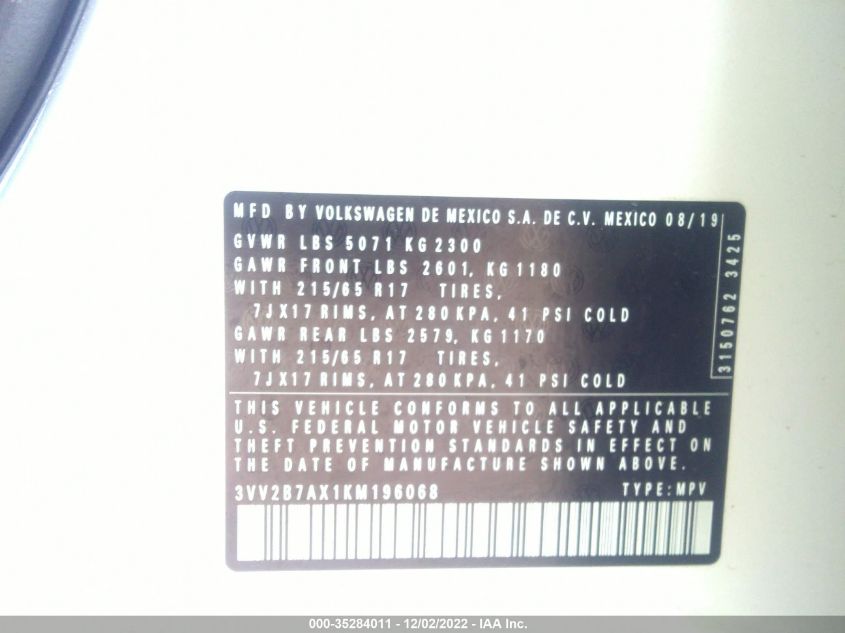 MFD BY VOLKSWAGEN DE MEXICO S.A. DE C.V. MEXICO 08/19
GVWR LBS 5071 KG 2300
GAWR FRONT LBS 2601, KG 1180
WITH 215/65 R17 TIRES,
7JX17 RIMS, AT 280 KPA, 41 PSI COLD
GAWR REAR LBS 2579, KG 1170
WITH 215/65 R17 TIRES,
7JX17 RIMS, AT 280 KPA, 41 PSI COLD
3150762 3425
THIS VEHICLE CONFORMS TO ALL APPLICABLE
U.S. FEDERAL MOTOR VEHICLE SAFETY AND
THEFT PREVENTION STANDARDS IN EFFECT ON
THE DATE OF MANUFACTURE SHOWN ABOVE.
3VV2B7AX1KM196068 TYPE: MPV
000-35284011 - 12/02/2022 - IAA Inc.